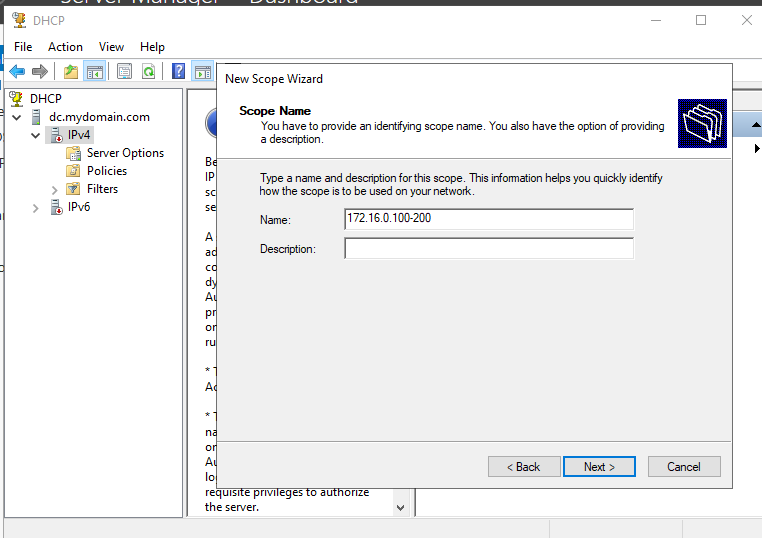 Server Manager
Dashboard
DHCP
File Action View Help
DHCP
dc.mydomain.com
IPv4
Server Options
Policies
Filters
IPv6
New Scope Wizard
Scope Name
You have to provide an identifying scope name. You also have the option of providing
a description.
Type a name and description for this scope. This information helps you quickly identify
how the scope is to be used on your network.
Name: 172.16.0.100-200
Description:
< Back Next > Cancel
Be
IP
sc
se
A
ad
co
dy
Au
pr
or
ru
* T
Ac
* T
na
or
Au
lo
requisite privileges to authorize
the server.